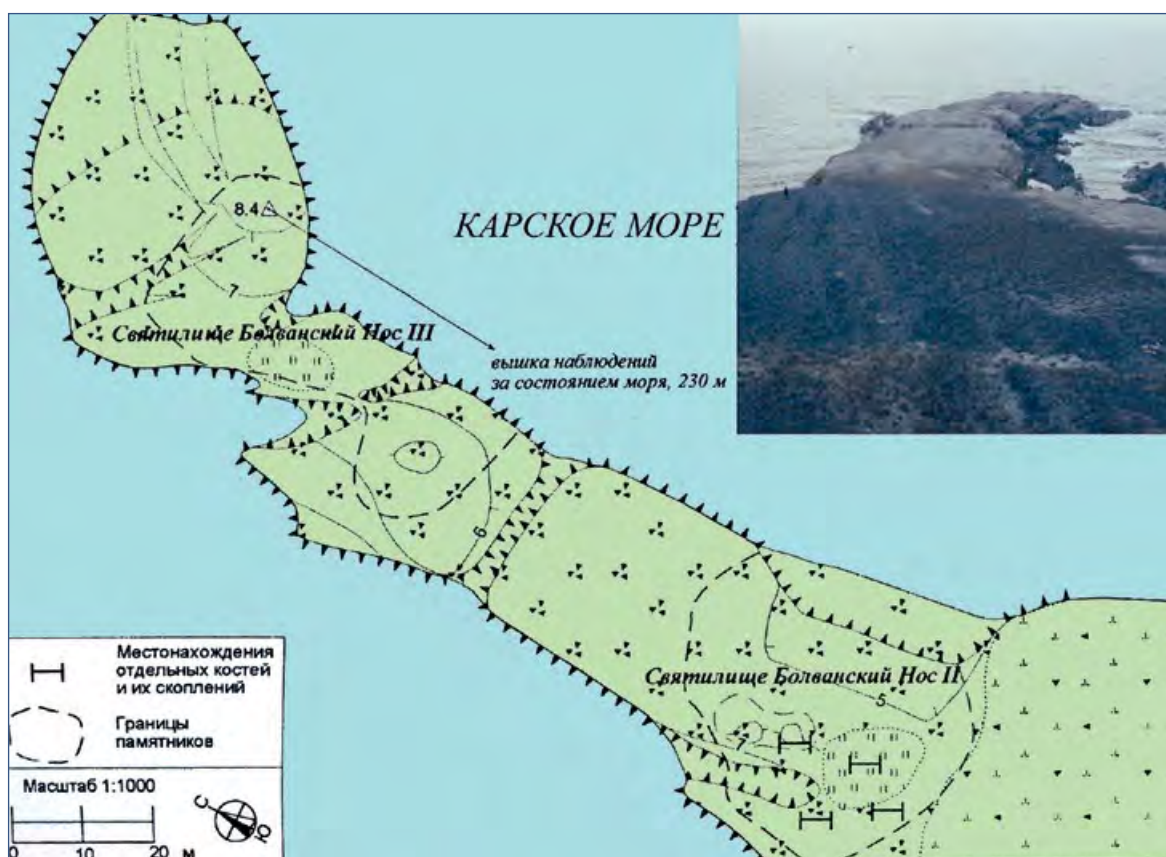 КАРСКОЕ МОРЕ
8.4
7
Святилище Болванский Нос III
вышка наблюдений
за состоянием моря, 230 м
6
Святилище Болванский Нос II
5
7
Местонахождения
отдельных костей
и их скоплений
Границы
памятников
Масштаб 1:1000
С
Ю
0 10 20 м